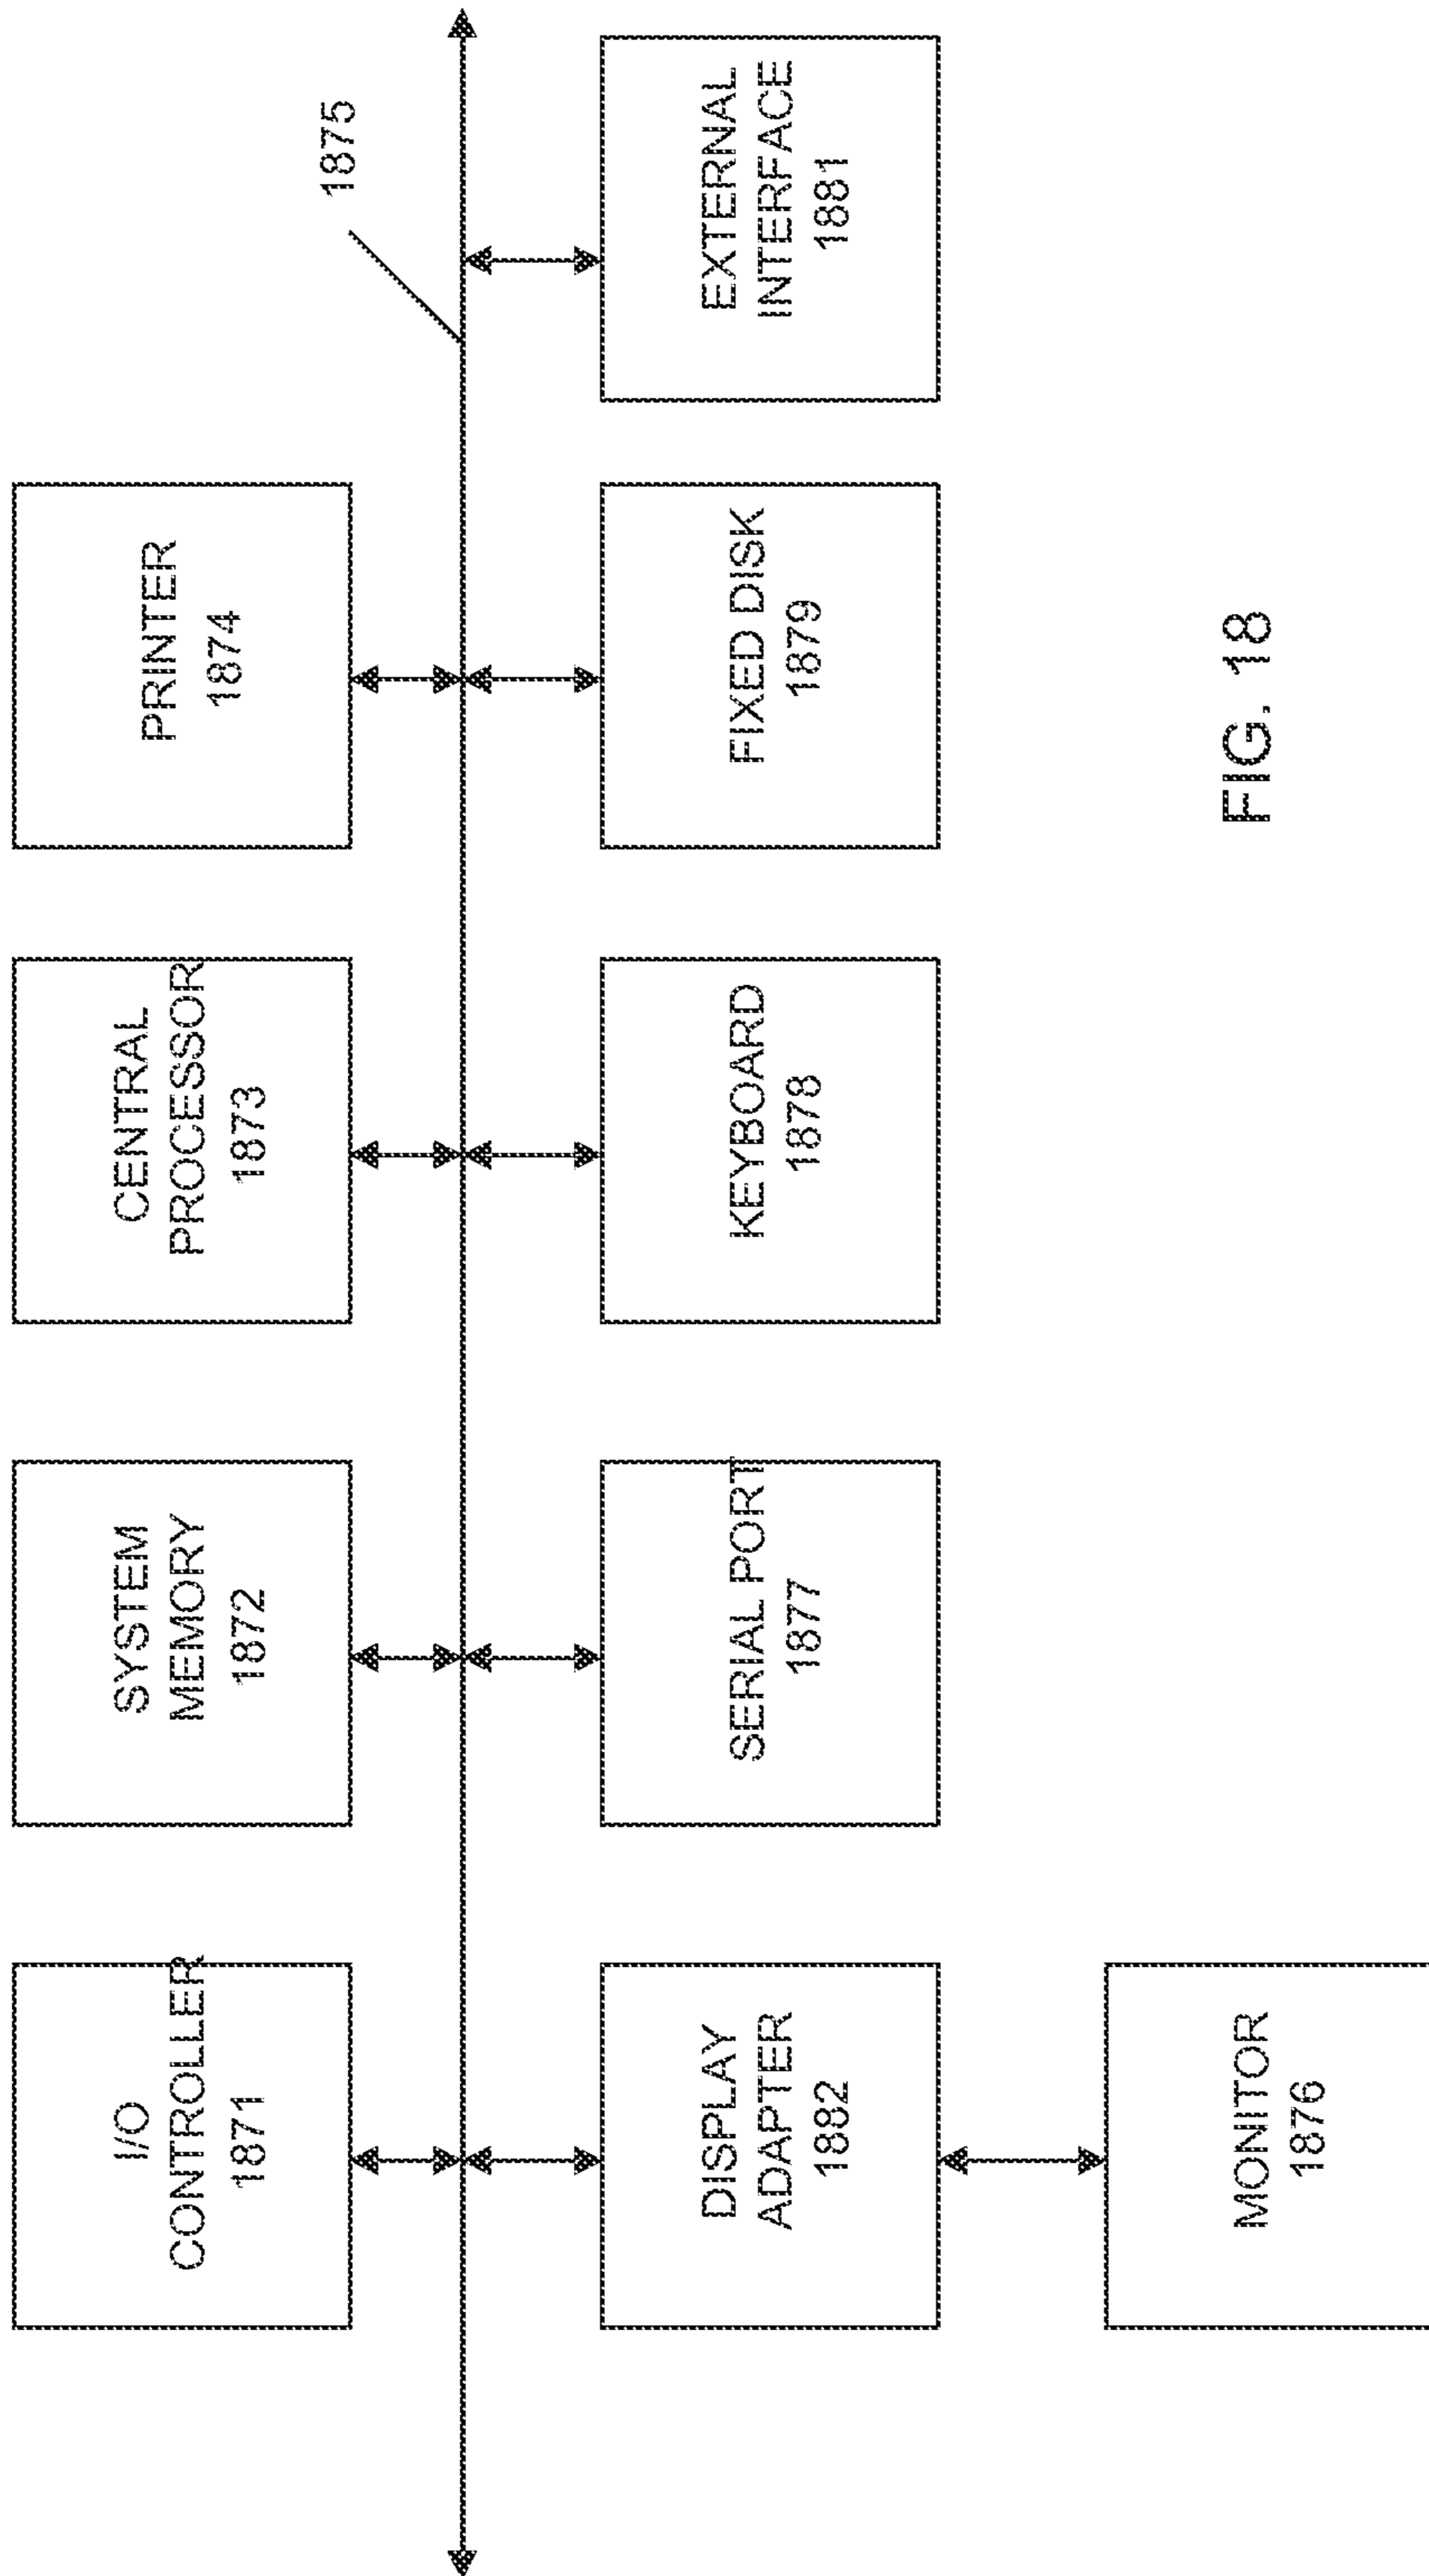 I/O
CONTROLLER
1871
SYSTEM
MEMORY
1872
CENTRAL
PROCESSOR
1873
PRINTER
1874
1875
DISPLAY
ADAPTER
1882
SERIAL PORT
1877
KEYBOARD
1878
FIXED DISK
1879
EXTERNAL
INTERFACE
1881
MONITOR
1876
FIG. 18